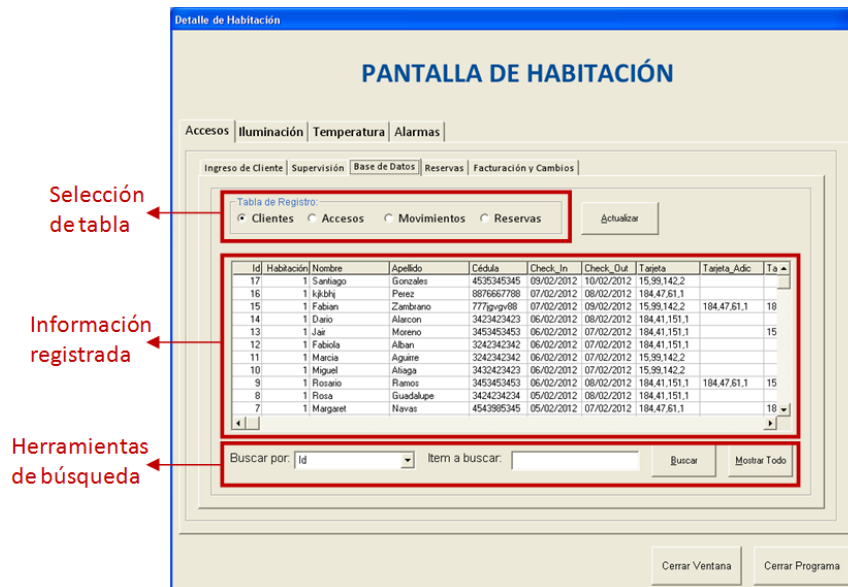 Detalle de Habitación
PANTALLA DE HABITACIÓN
Accesos Iluminación Temperatura Alarmas
Ingreso de Cliente Supervisión Base de Datos Reservas Facturación y Cambios
Selección
de tabla
Tabla de Registro:
Clientes Accesos Movimientos Reservas
Actualizar
Información
registrada
Id Habitación Nombre Apellido Cédula Check_In Check_Out Tarjeta Tarjeta_Adic Ta
17 1 Santiago Gonzales 4535345345 09/02/2012 10/02/2012 15,99,142,2
16 1 kjkbhj Perez 8876667788 07/02/2012 08/02/2012 184,47,61,1
15 1 Fabian Zambrano 777jgvgv88 07/02/2012 09/02/2012 15,99,142,2 184,47,61,1 18
14 1 Dario Alarcon 3423423423 06/02/2012 08/02/2012 184,41,151,1
13 1 Jair Moreno 3453453453 06/02/2012 07/02/2012 184,41,151,1 15
12 1 Fabiola Alban 3242342342 06/02/2012 07/02/2012 184,47,61,1
11 1 Marcia Aguirre 3242342342 06/02/2012 07/02/2012 15,99,142,2
10 1 Miguel Atiaga 3432423423 06/02/2012 07/02/2012 15,99,142,2
9 1 Rosario Ramos 3453453453 06/02/2012 08/02/2012 184,41,151,1 184,47,61,1 15
8 1 Rosa Guadalupe 3424234234 05/02/2012 08/02/2012 184,41,151,1
7 1 Margaret Navas 4543985345 05/02/2012 07/02/2012 184,47,61,1 18
Herramientas
de búsqueda
Buscar por: Id Item a buscar: Buscar Mostrar Todo
Cerrar Ventana Cerrar Programa